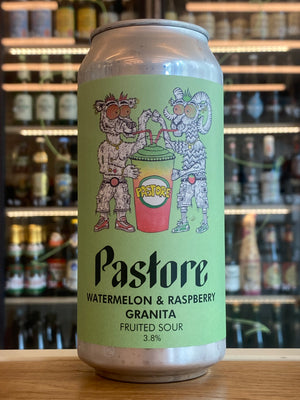 PASTORE
Pastore
WATERMELON & RASPBERRY
GRANITA
FRUITED SOUR
3.8%